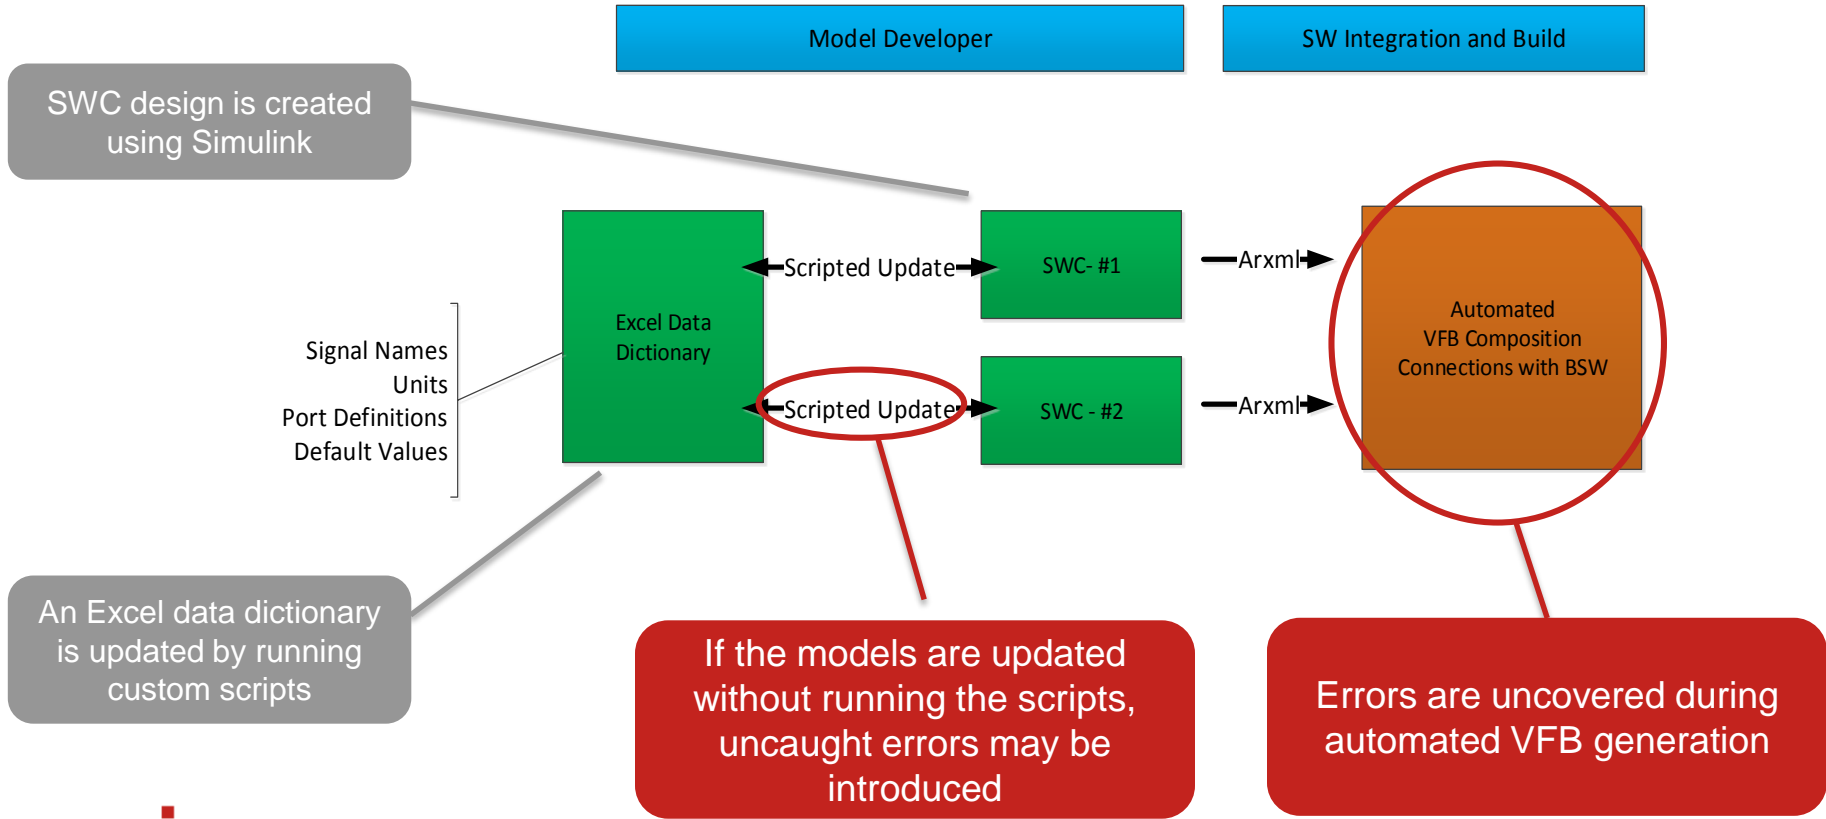 Model Developer
SW Integration and Build
SWC design is created
using Simulink
Scripted Update
SWC- #1
Arxml
Excel Data
Dictionary
Automated
VFB Composition
Connections with BSW
Signal Names
Units
Port Definitions
Default Values
Scripted Update
SWC - #2
Arxml
An Excel data dictionary
is updated by running
custom scripts
If the models are updated
without running the scripts,
uncaught errors may be
introduced
Errors are uncovered during
automated VFB generation